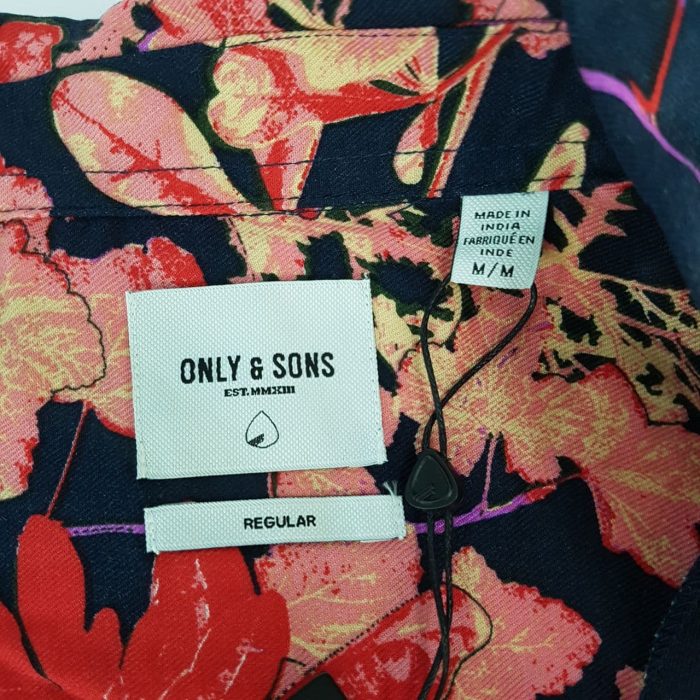 MADE IN
INDIA
FABRIQUÉ EN
INDE
M/M
ONLY & SONS
EST.MMXIII
REGULAR